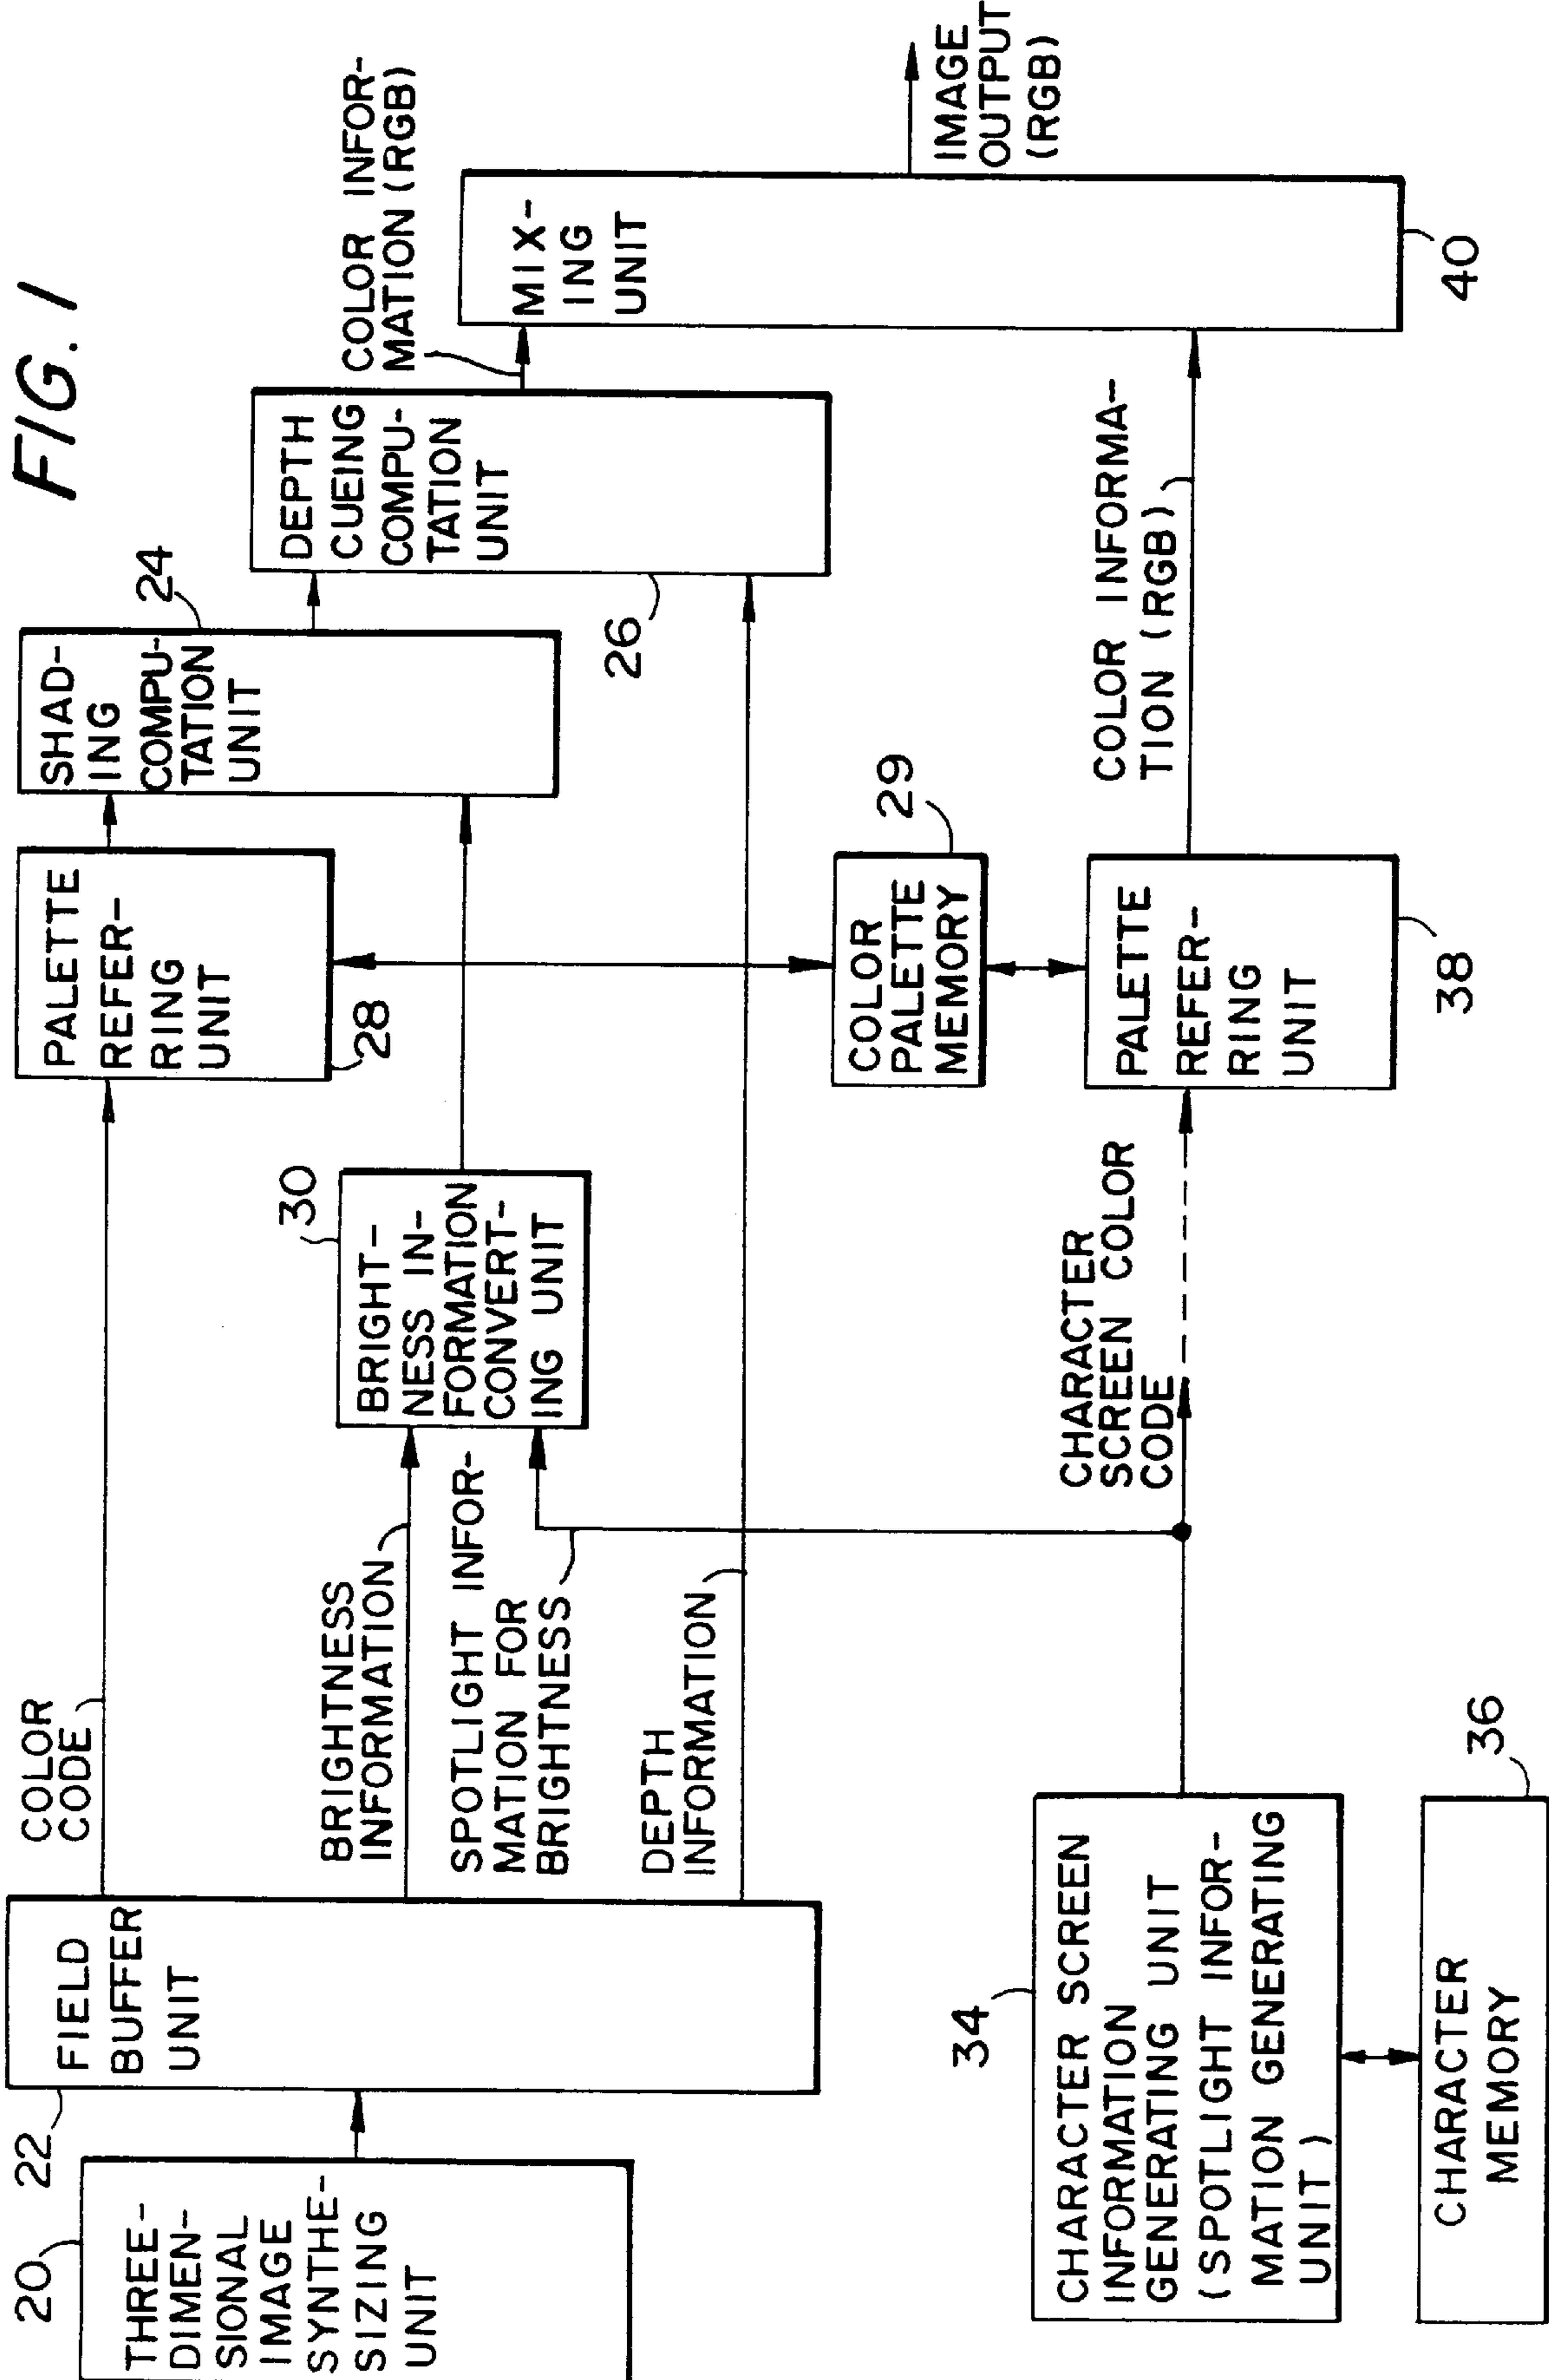 FIG. 1
20
THREE-
DIMEN-
SIONAL
IMAGE
SYNTHE-
SIZING
UNIT
22
FIELD
BUFFER
UNIT
COLOR
CODE
BRIGHTNESS
INFORMATION
SPOTLIGHT INFOR-
MATION FOR
BRIGHTNESS
DEPTH
INFORMATION
30
BRIGHT-
NESS IN-
FORMATION
CONVERT-
ING UNIT
PALETTE
REFER-
RING
UNIT
28
SHAD-
ING
COMPU-
TATION
UNIT
24
DEPTH
CUEING
COMPU-
TATION
UNIT
26
COLOR INFOR-
MATION (RGB)
MIX-
ING
UNIT
40
IMAGE
OUTPUT
(RGB)
COLOR
PALETTE
MEMORY
29
34
CHARACTER SCREEN
INFORMATION
GENERATING UNIT
(SPOTLIGHT INFOR-
MATION GENERATING
UNIT)
CHARACTER
MEMORY
36
CHARACTER
SCREEN COLOR
CODE
PALETTE
REFER-
RING
UNIT
38
COLOR INFORMA-
TION (RGB)